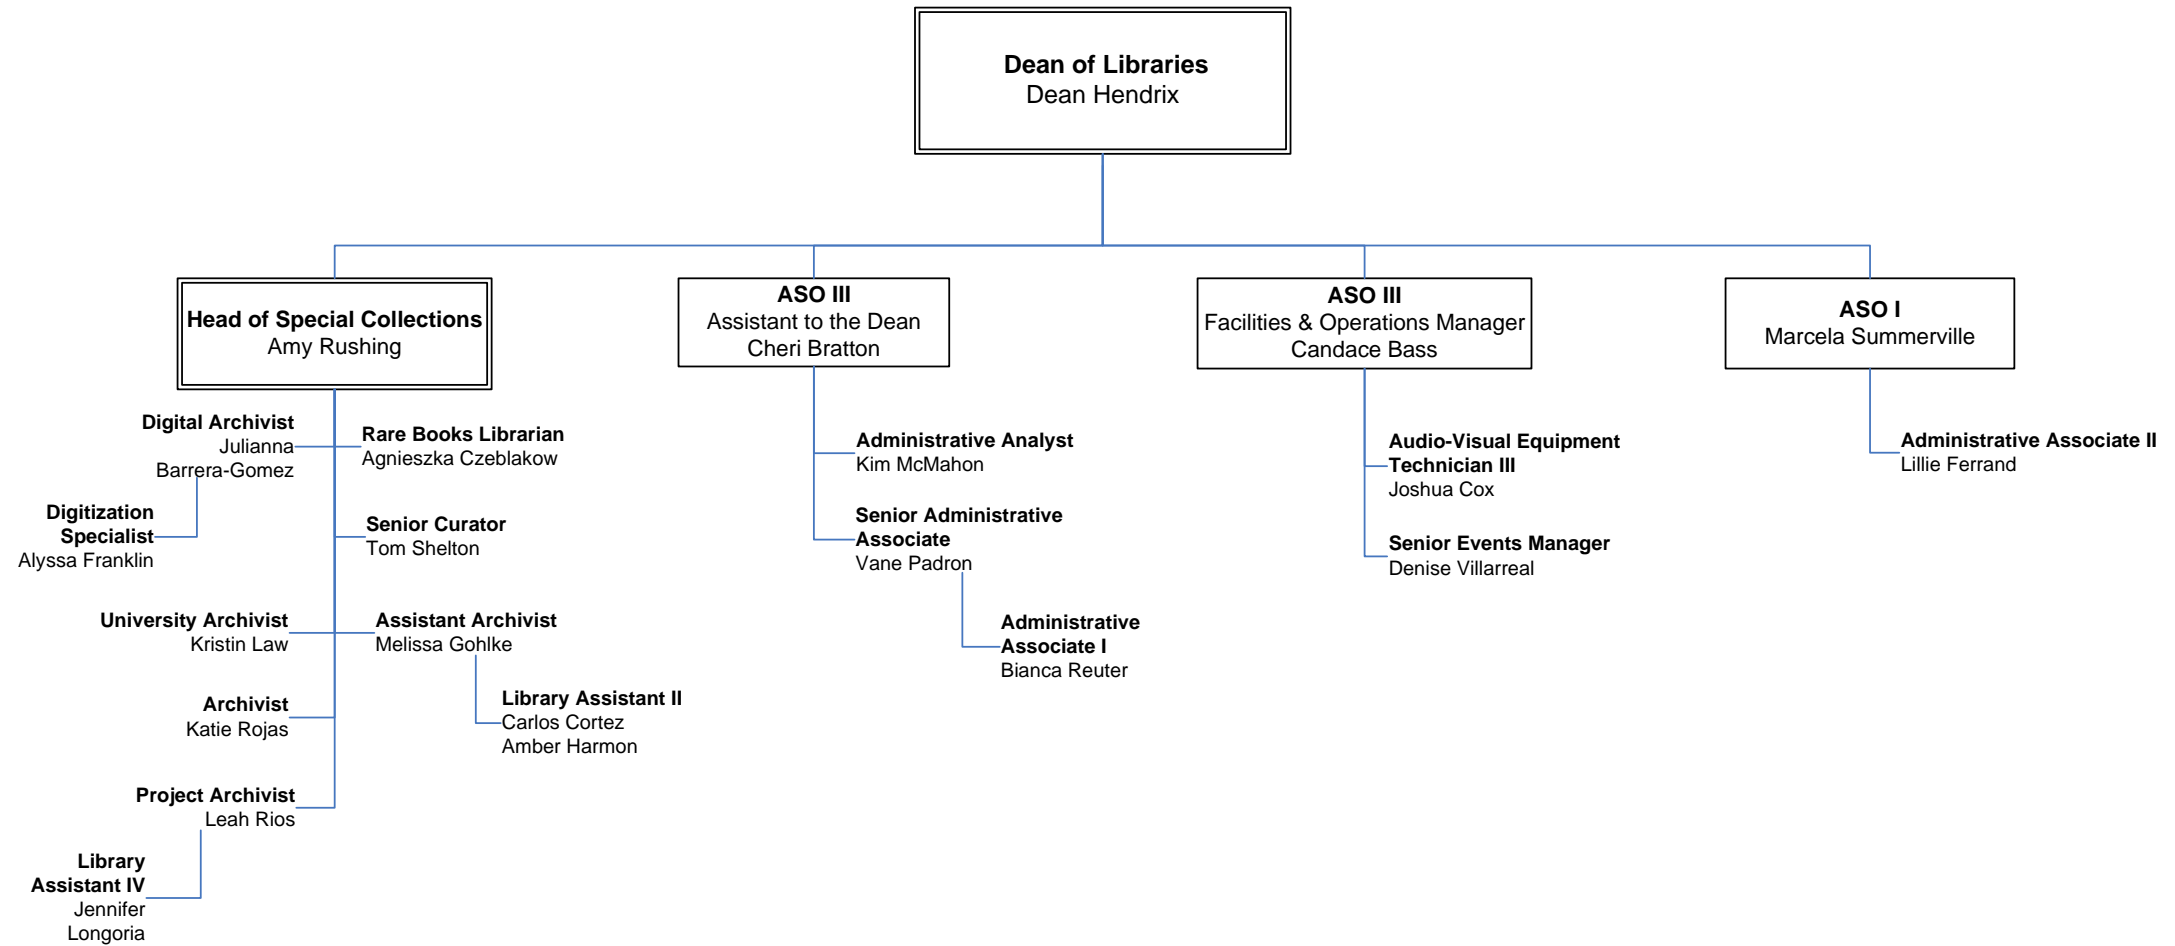 Dean of Libraries
Dean Hendrix
Head of Special Collections
Amy Rushing
ASO III
Assistant to the Dean
Cheri Bratton
ASO III
Facilities & Operations Manager
Candace Bass
ASO I
Marcela Summerville
Digital Archivist
Julianna
Barrera-Gomez
Rare Books Librarian
Agnieszka Czeblakow
Digitization
Specialist
Alyssa Franklin
Senior Curator
Tom Shelton
University Archivist
Kristin Law
Assistant Archivist
Melissa Gohlke
Library Assistant II
Carlos Cortez
Amber Harmon
Archivist
Katie Rojas
Project Archivist
Leah Rios
Library
Assistant IV
Jennifer
Longoria
Administrative Analyst
Kim McMahon
Senior Administrative
Associate
Vane Padron
Administrative
Associate I
Bianca Reuter
Audio-Visual Equipment
Technician III
Joshua Cox
Senior Events Manager
Denise Villarreal
Administrative Associate II
Lillie Ferrand